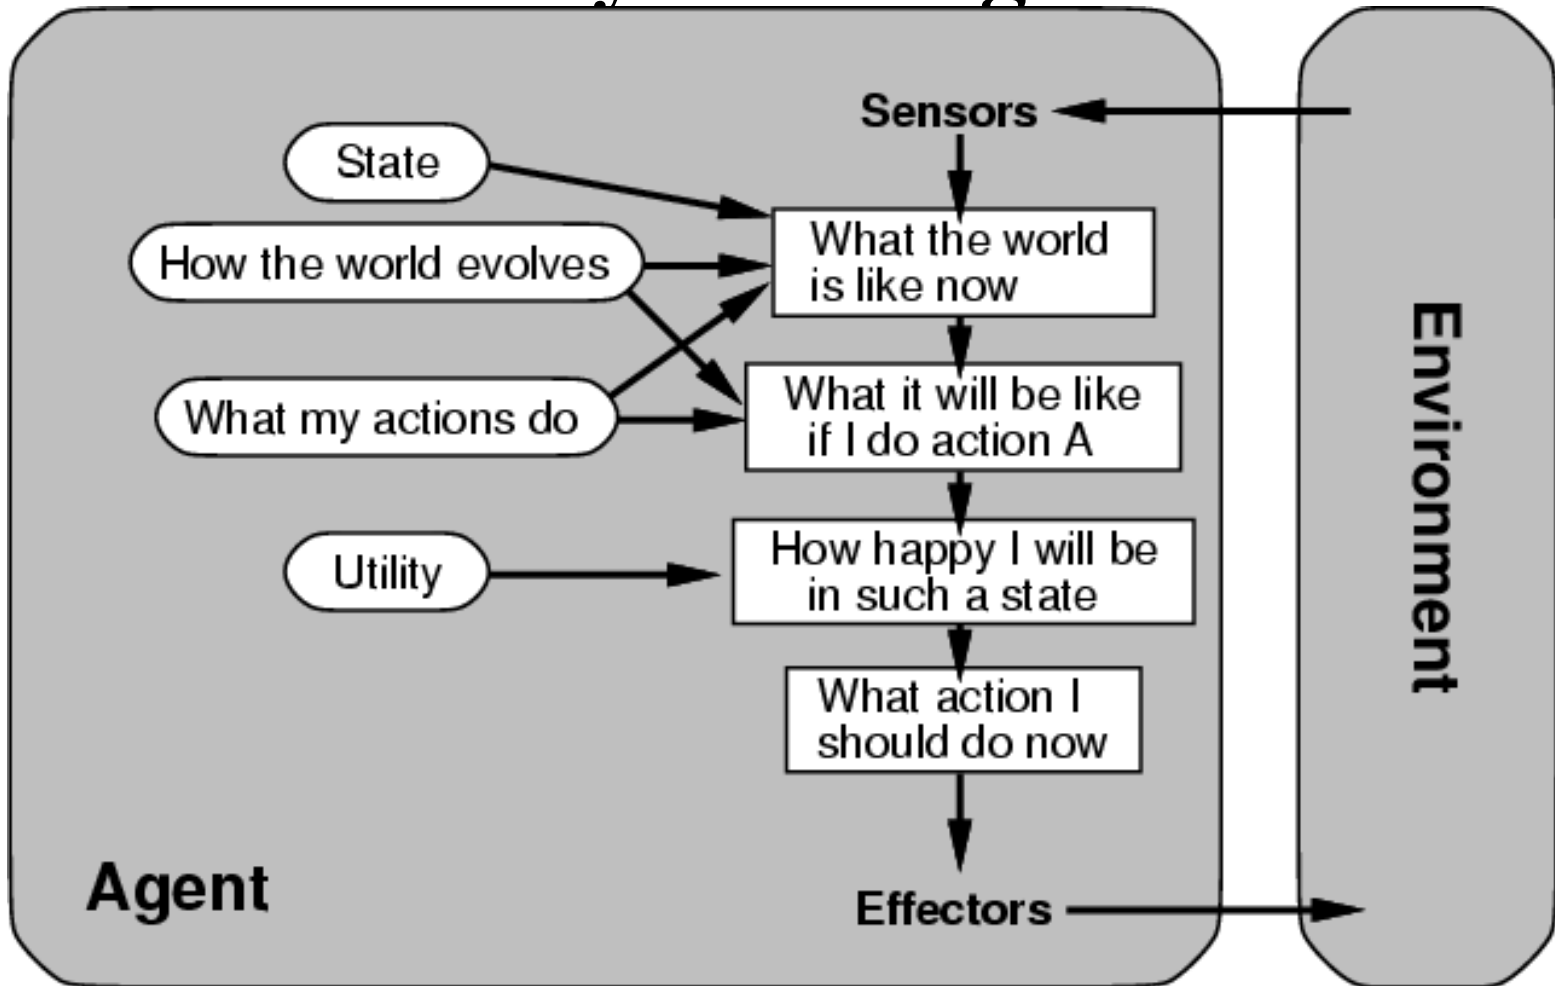 Sensors
State
What the world
is like now
How the world evolves
What it will be like
if I do action A
What my actions do
How happy I will be
in such a state
Utility
What action I
should do now
Agent
Effectors
Environment